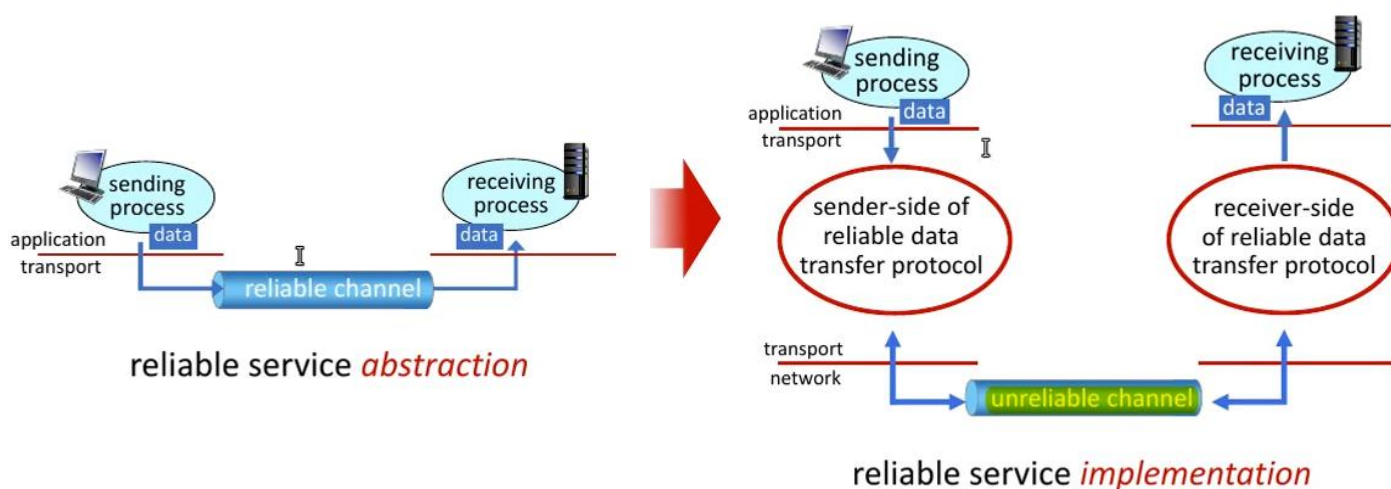 sending
process
data
application
transport
receiving
process
data
reliable channel
reliable service abstraction
sending
process
data
application
transport
receiving
process
data
sender-side of
reliable data
transfer protocol
receiver-side
of reliable data
transfer protocol
transport
network
unreliable channel
reliable service implementation